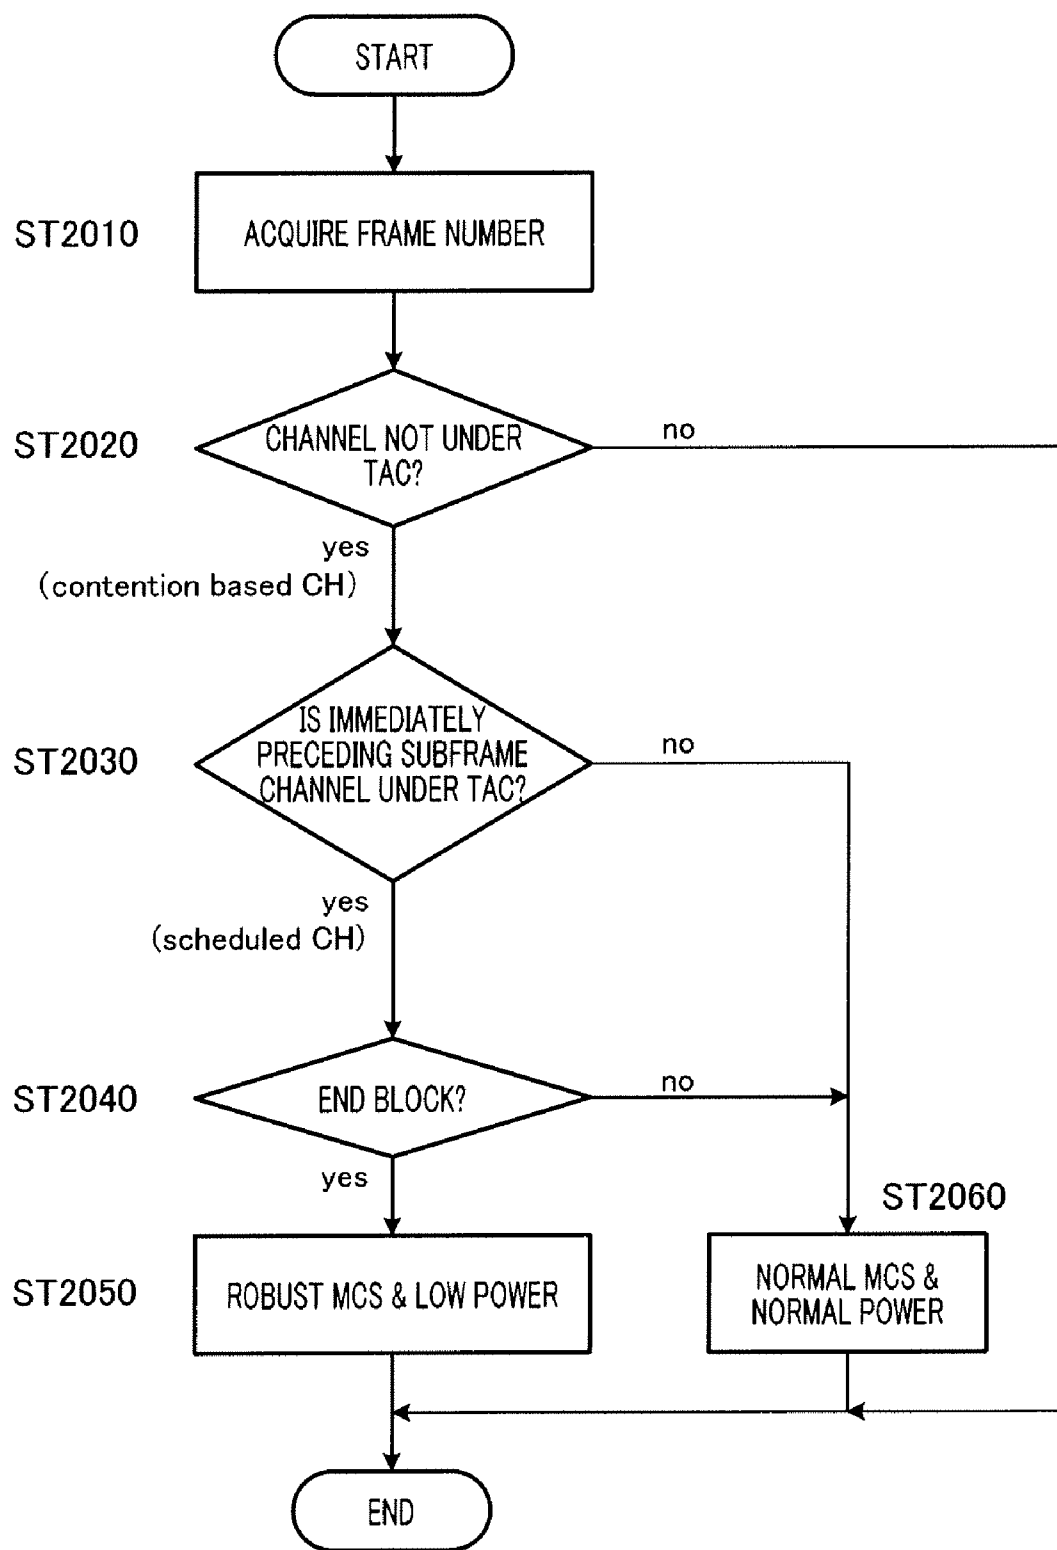 START
ST2010
ACQUIRE FRAME NUMBER
ST2020
CHANNEL NOT UNDER
TAC?
no
yes
(contention based CH)
ST2030
IS IMMEDIATELY
PRECEDING SUBFRAME
CHANNEL UNDER TAC?
no
yes
(scheduled CH)
ST2040
END BLOCK?
no
yes
ST2060
ST2050
ROBUST MCS & LOW POWER
NORMAL MCS &
NORMAL POWER
END